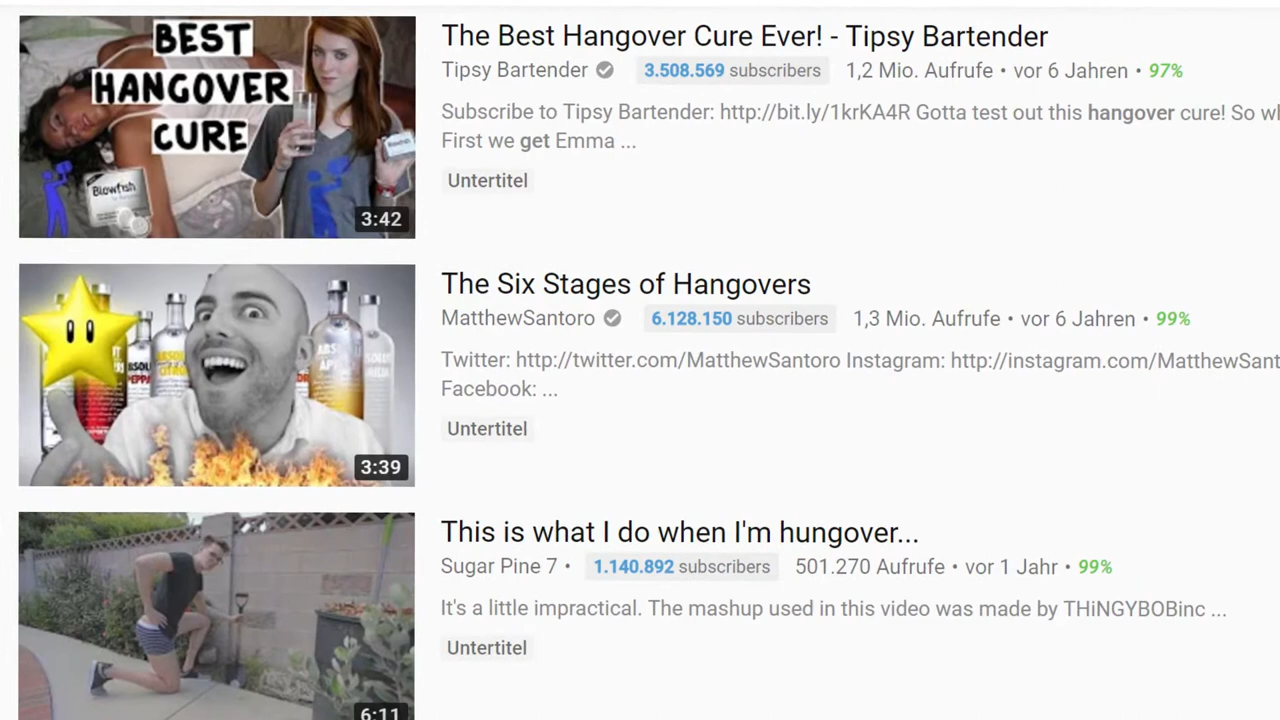 BEST
HANGOVER
CURE
Blowfish
3:42
The Best Hangover Cure Ever! - Tipsy Bartender
Tipsy Bartender 3.508.569 subscribers 1,2 Mio. Aufrufe • vor 6 Jahren • 97%
Subscribe to Tipsy Bartender: http://bit.ly/1krKA4R Gotta test out this hangover cure! So
First we get Emma ...
Untertitel
3:39
The Six Stages of Hangovers
MatthewSantoro 6.128.150 subscribers 1,3 Mio. Aufrufe • vor 6 Jahren • 99%
Twitter: http://twitter.com/MatthewSantoro Instagram: http://instagram.com/MatthewSant
Facebook: ...
Untertitel
6:11
This is what I do when I'm hungover...
Sugar Pine 7 • 1.140.892 subscribers 501.270 Aufrufe • vor 1 Jahr • 99%
It's a little impractical. The mashup used in this video was made by THiNGYBOBinc ...
Untertitel